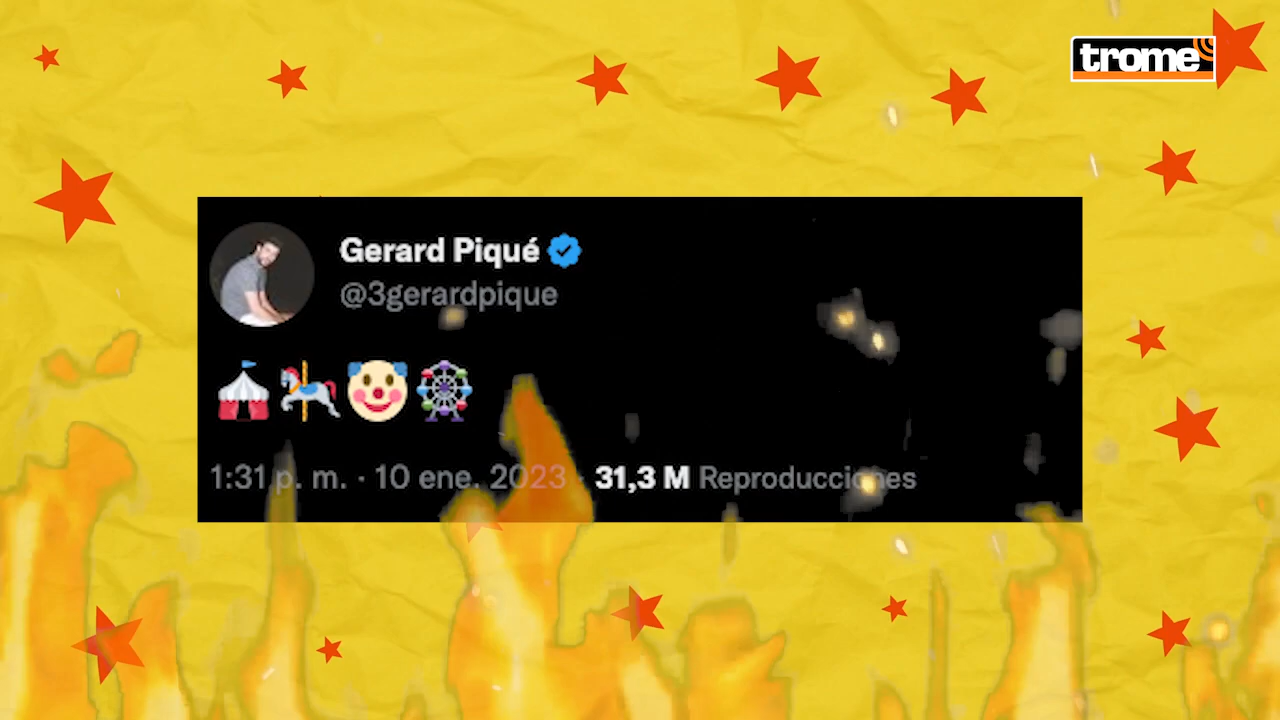 trome
Gerard Piqué
@3gerardpique
🎪🎠🤡🎡
1:31 p. m. · 10 ene. 2023 · 31,3 M Reproducciones